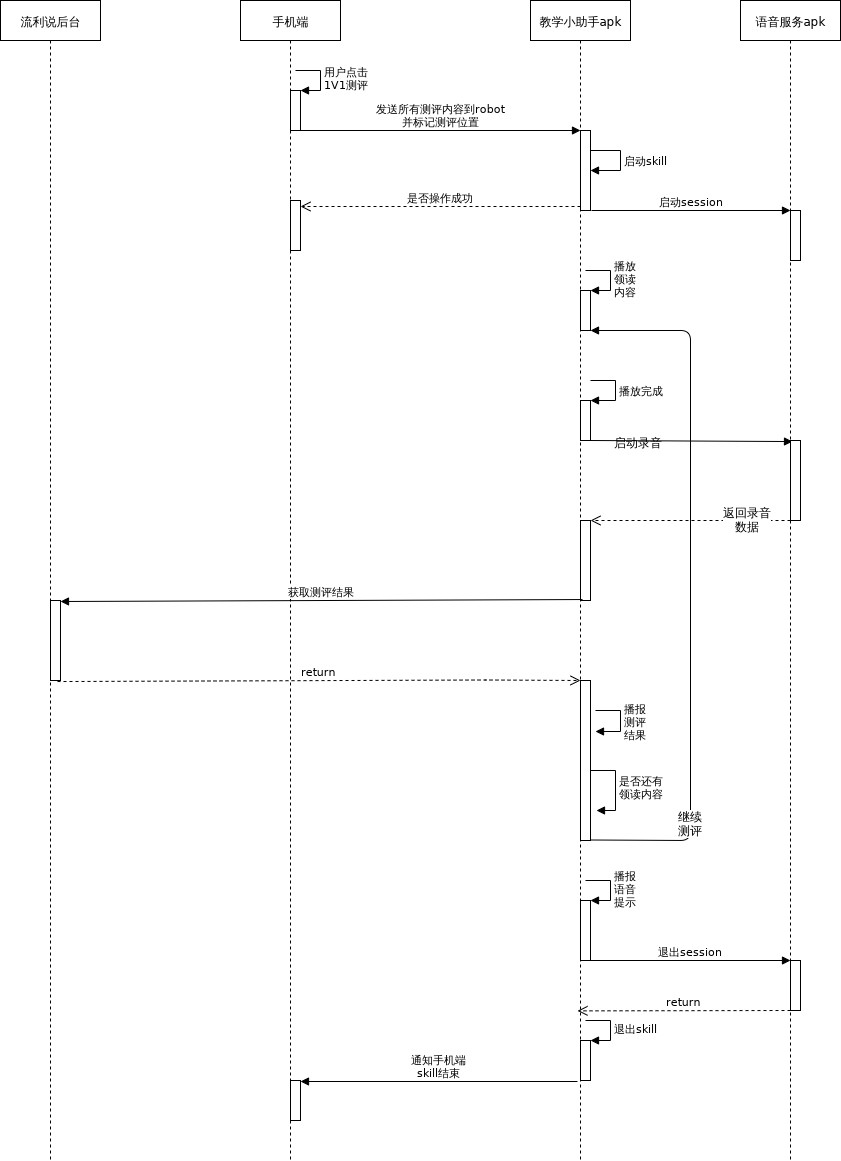 流利说后台
手机端
教学小助手apk
语音服务apk
用户点击
1V1测评
发送所有测评内容到robot
并标记测评位置
启动skill
是否操作成功
启动session
播放
领读
内容
播放完成
启动录音
返回录音
数据
获取测评结果
return
播报
测评
结果
是否还有
领读内容
继续
测评
播报
语音
提示
退出session
return
退出skill
通知手机端
skill结束